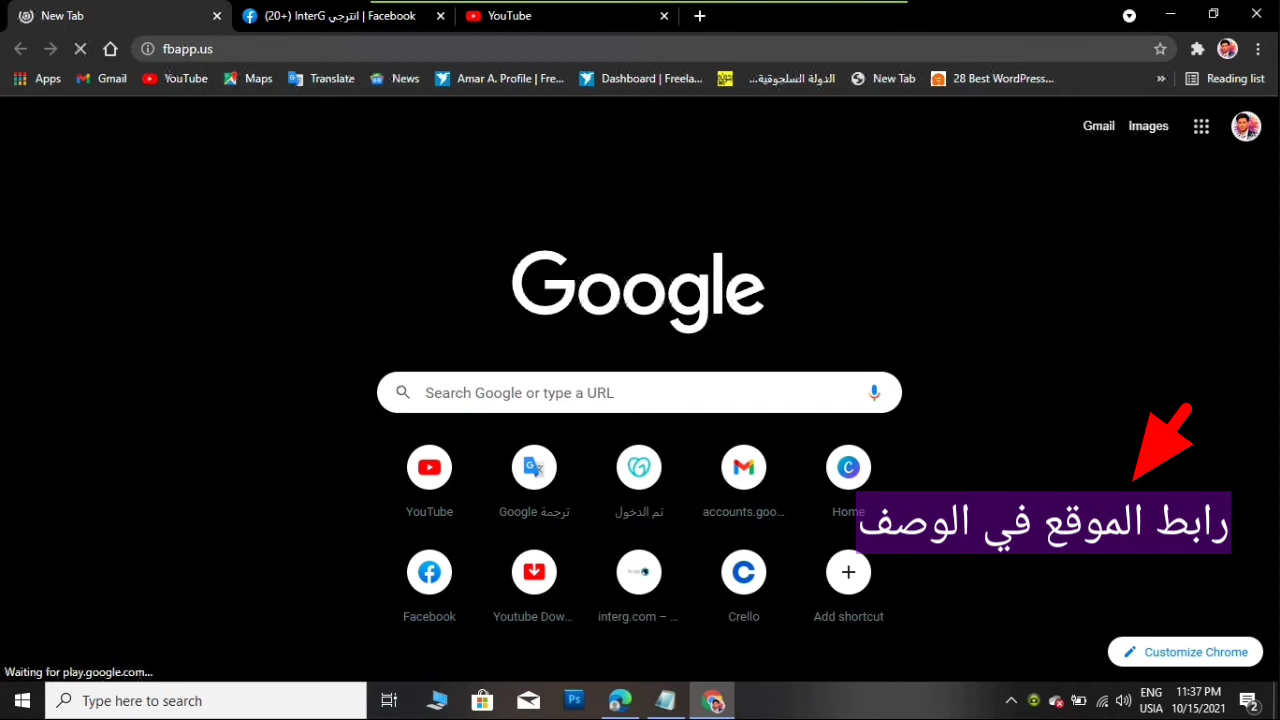 New Tab
(20+) InterG انترجي | Facebook
YouTube
fbapp.us
Apps
Gmail
YouTube
Maps
Translate
News
Amar A. Profile | Fre...
Dashboard | Freela...
الدولة السلجوقية...
New Tab
28 Best WordPress...
»
Reading list
Gmail
Images
Google
Search Google or type a URL
YouTube
Google ترجمة
تم الدخول
accounts.goo...
Home
رابط الموقع في الوصف
Facebook
Youtube Dow...
interg.com – ...
Crello
Add shortcut
Customize Chrome
Waiting for play.google.com...
Type here to search
Ps
ENG
USIA
11:37 PM
10/15/2021
2